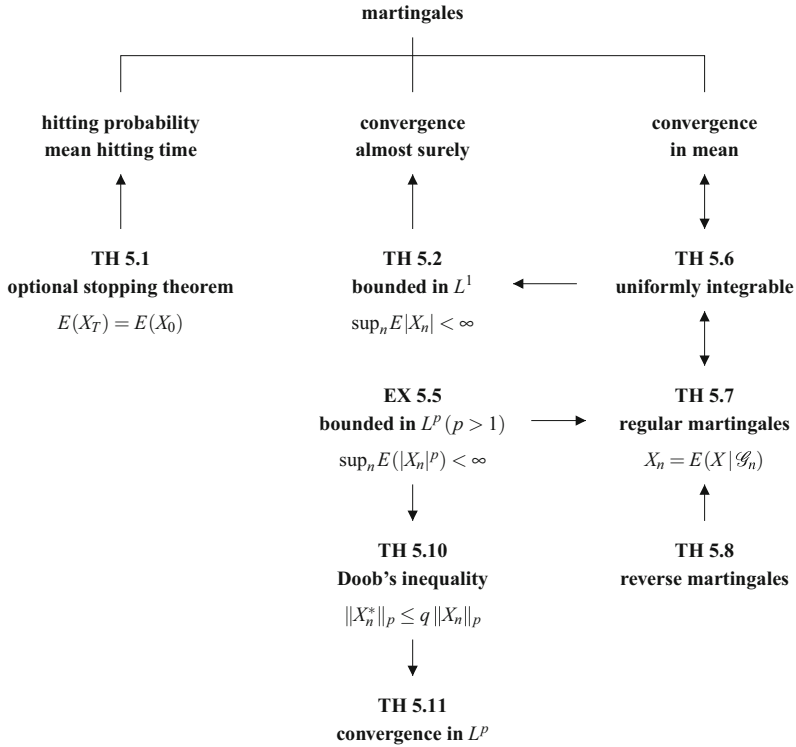 martingales
hitting probability
mean hitting time
convergence
almost surely
convergence
in mean
TH 5.1
optional stopping theorem
E(X_T) = E(X_0)
TH 5.2
bounded in L^1
sup_n E|X_n| < ∞
TH 5.6
uniformly integrable
EX 5.5
bounded in L^p (p > 1)
sup_n E(|X_n|^p) < ∞
TH 5.7
regular martingales
X_n = E(X | 𝒢_n)
TH 5.10
Doob's inequality
‖X_n^*‖_p ≤ q ‖X_n‖_p
TH 5.8
reverse martingales
TH 5.11
convergence in L^p